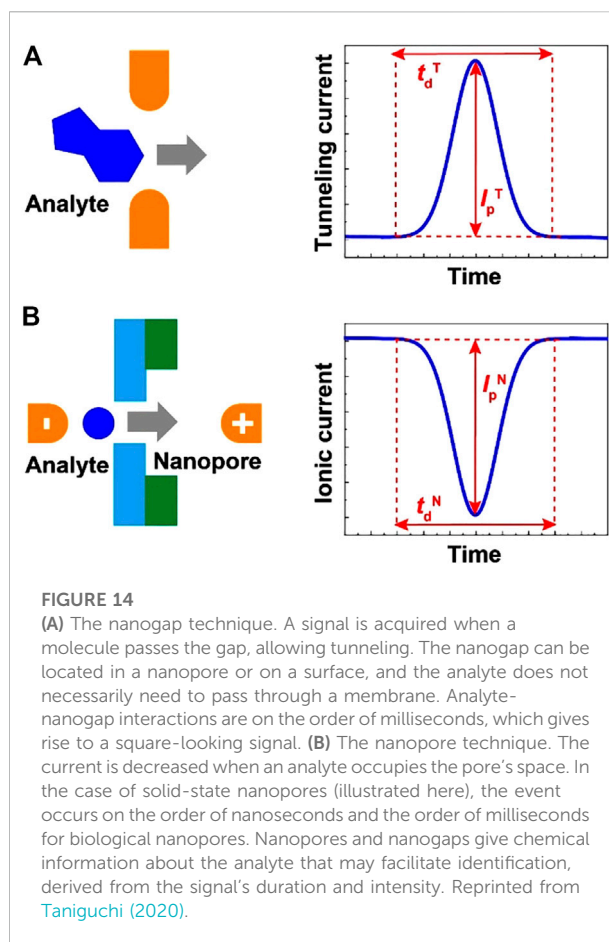 A
Analyte
Tunneling current
t_d^T
I_p^T
Time
B
-
+
Analyte
Nanopore
Ionic current
I_p^N
t_d^N
Time
FIGURE 14
(A) The nanogap technique. A signal is acquired when a
molecule passes the gap, allowing tunneling. The nanogap can be
located in a nanopore or on a surface, and the analyte does not
necessarily need to pass through a membrane. Analyte-
nanogap interactions are on the order of milliseconds, which gives
rise to a square-looking signal. (B) The nanopore technique. The
current is decreased when an analyte occupies the pore's space. In
the case of solid-state nanopores (illustrated here), the event
occurs on the order of nanoseconds and the order of milliseconds
for biological nanopores. Nanopores and nanogaps give chemical
information about the analyte that may facilitate identification,
derived from the signal's duration and intensity. Reprinted from
Taniguchi (2020).